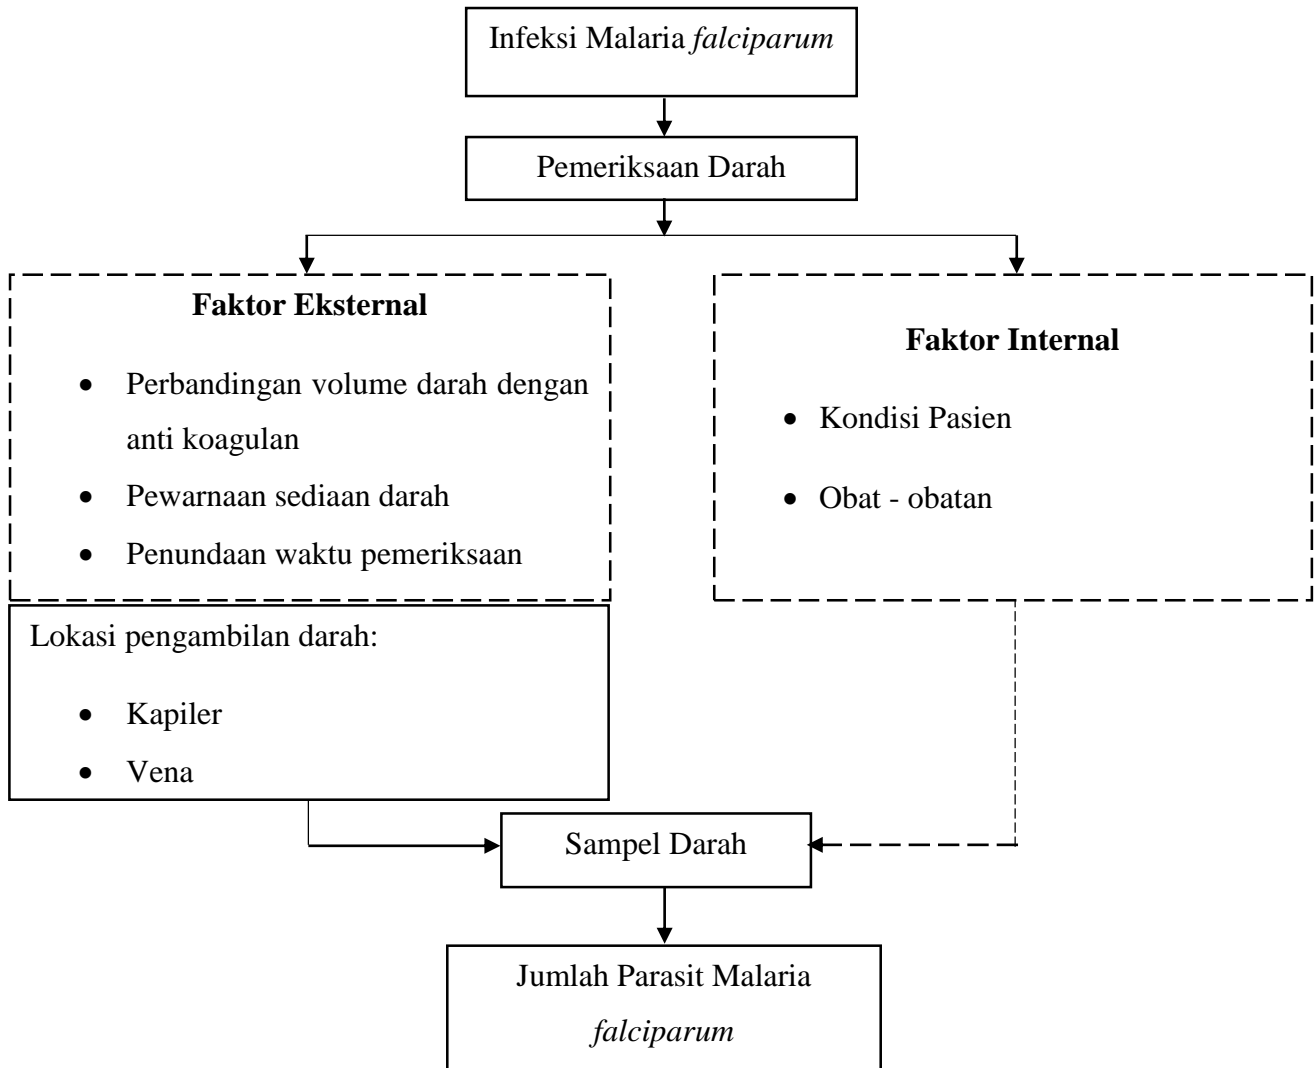 Infeksi Malaria falciparum
Pemeriksaan Darah
Faktor Eksternal
• Perbandingan volume darah dengan
anti koagulan
• Pewarnaan sediaan darah
• Penundaan waktu pemeriksaan
Faktor Internal
• Kondisi Pasien
• Obat - obatan
Lokasi pengambilan darah:
• Kapiler
• Vena
Sampel Darah
Jumlah Parasit Malaria
falciparum